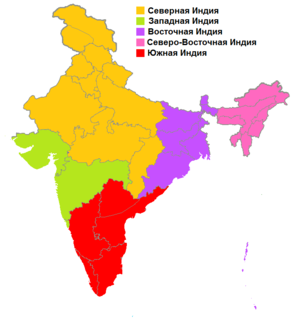 Северная Индия
Западная Индия
Восточная Индия
Северо-Восточная Индия
Южная Индия